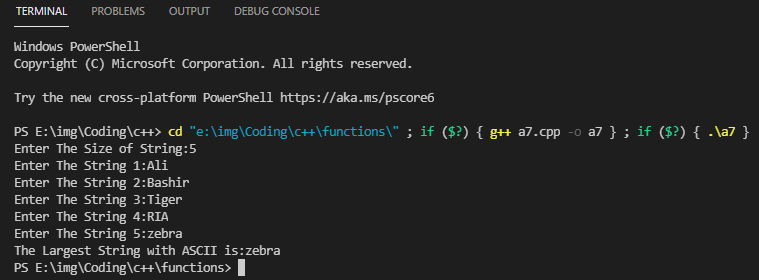 TERMINAL PROBLEMS OUTPUT DEBUG CONSOLE
Windows PowerShell
Copyright (C) Microsoft Corporation. All rights reserved.
Try the new cross-platform PowerShell https://aka.ms/pscore6
PS E:\img\Coding\c++> cd "e:\img\Coding\c++\functions\" ; if ($?) { g++ a7.cpp -o a7 } ; if ($?) { .\a7 }
Enter The Size of String:5
Enter The String 1:Ali
Enter The String 2:Bashir
Enter The String 3:Tiger
Enter The String 4:RIA
Enter The String 5:zebra
The Largest String with ASCII is:zebra
PS E:\img\Coding\c++\functions>